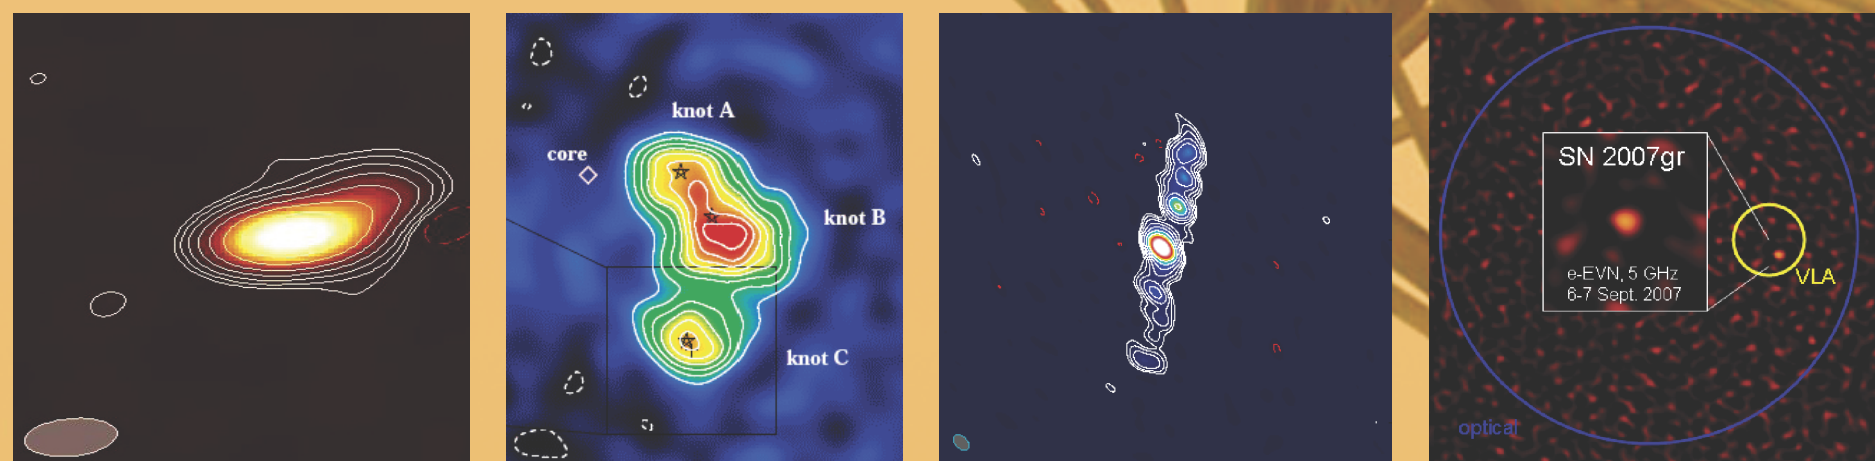 knot A
core
knot B
knot C
SN 2007gr
e-EVN, 5 GHz
6-7 Sept. 2007
VLA
optical